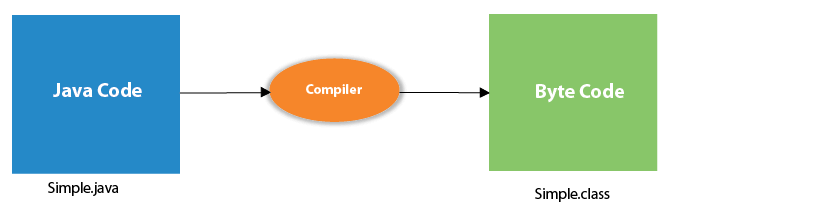 Java Code
Compiler
Byte Code
Simple.java
Simple.class